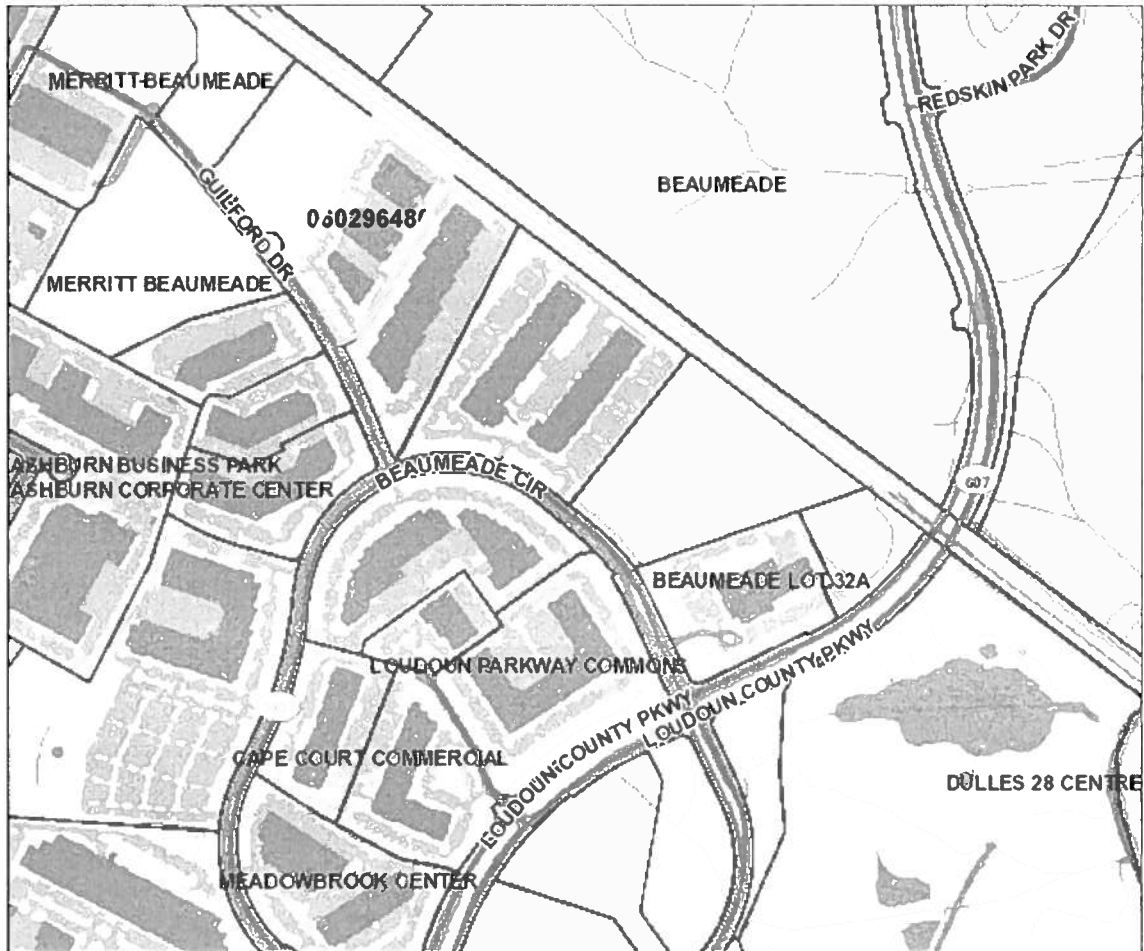 MERRITT-BEAUMEADE
REDSKIN PARK DR
BEAUMEADE
GUILFORD DR
MERRITT BEAUMEADE
BEAUMEADE CIR
ASHBURN BUSINESS PARK
ASHBURN CORPORATE CENTER
607
BEAUMEADE LOT 32A
LOUDOUN PARKWAY COMMONS
LOUDOUN COUNTY PKWY
LOUDOUN COUNTY PKWY
CAPE COURT COMMERCIAL
DULLES 28 CENTRE
MEADOWBROOK CENTER